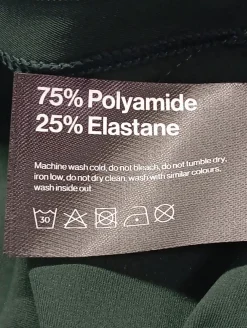 75% Polyamide
25% Elastane
Machine wash cold, do not bleach, do not tumble dry,
iron low, do not dry clean, wash with similar colours,
wash inside out
30